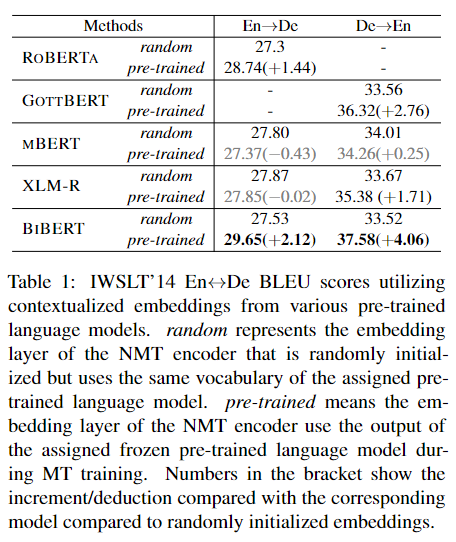 Methods En→De De→En
ROBERTA random 27.3 -
pre-trained 28.74(+1.44) -
GOTTBERT random - 33.56
pre-trained - 36.32(+2.76)
MBERT random 27.80 34.01
pre-trained 27.37(−0.43) 34.26(+0.25)
XLM-R random 27.87 33.67
pre-trained 27.85(−0.02) 35.38 (+1.71)
BIBERT random 27.53 33.52
pre-trained 29.65(+2.12) 37.58(+4.06)
Table 1: IWSLT'14 En↔De BLEU scores utilizing
contextualized embeddings from various pre-trained
language models. random represents the embedding
layer of the NMT encoder that is randomly initial-
ized but uses the same vocabulary of the assigned pre-
trained language model. pre-trained means the em-
bedding layer of the NMT encoder use the output of
the assigned frozen pre-trained language model dur-
ing MT training. Numbers in the bracket show the
increment/deduction compared with the corresponding
model compared to randomly initialized embeddings.